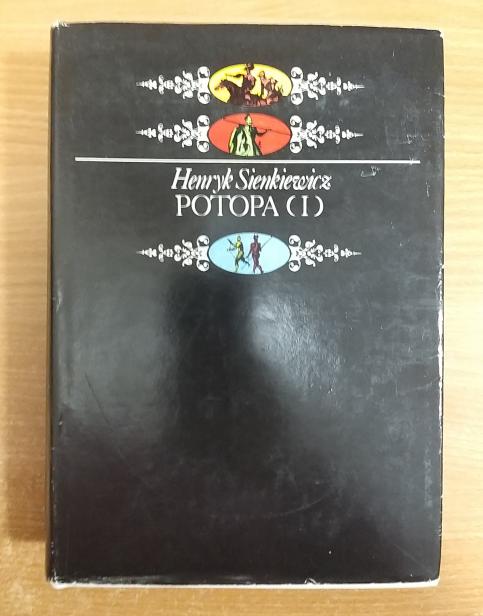 Henryk Sienkiewicz
POTOPA (I)